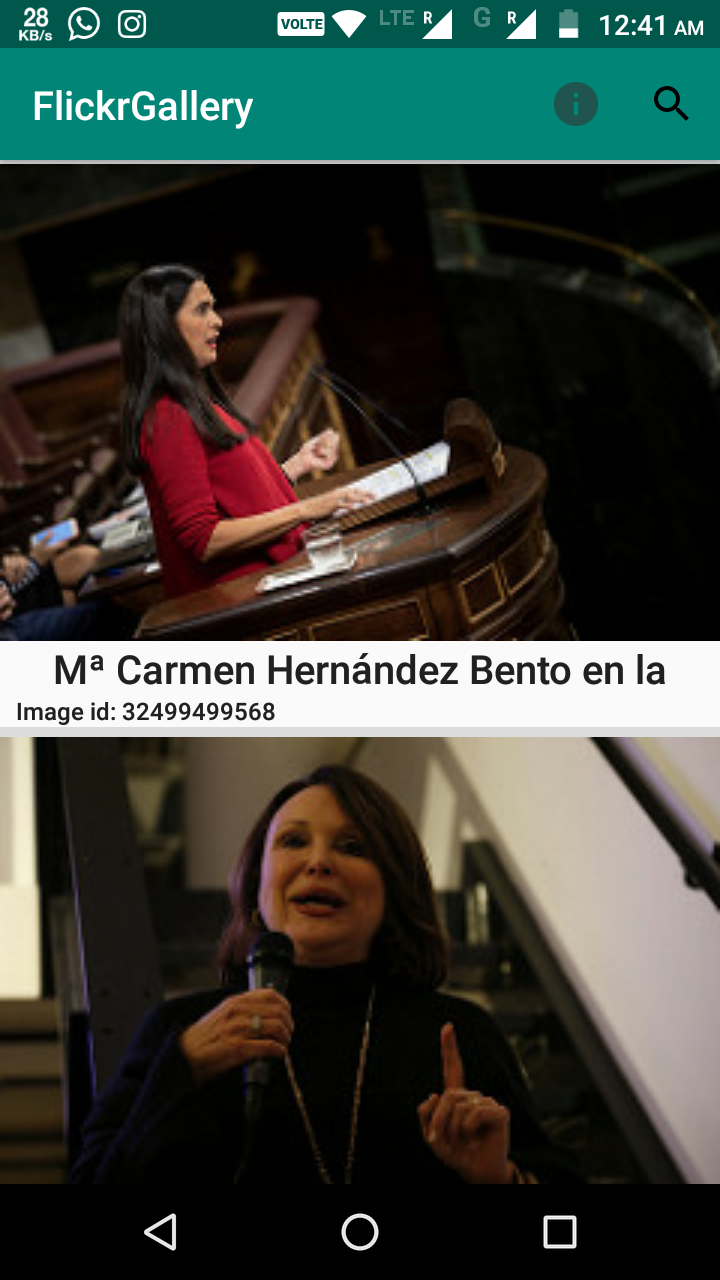 28
KB/s
VOLTE
LTE
R
G
R
12:41 AM
FlickrGallery
Mª Carmen Hernández Bento en la
Image id: 32499499568